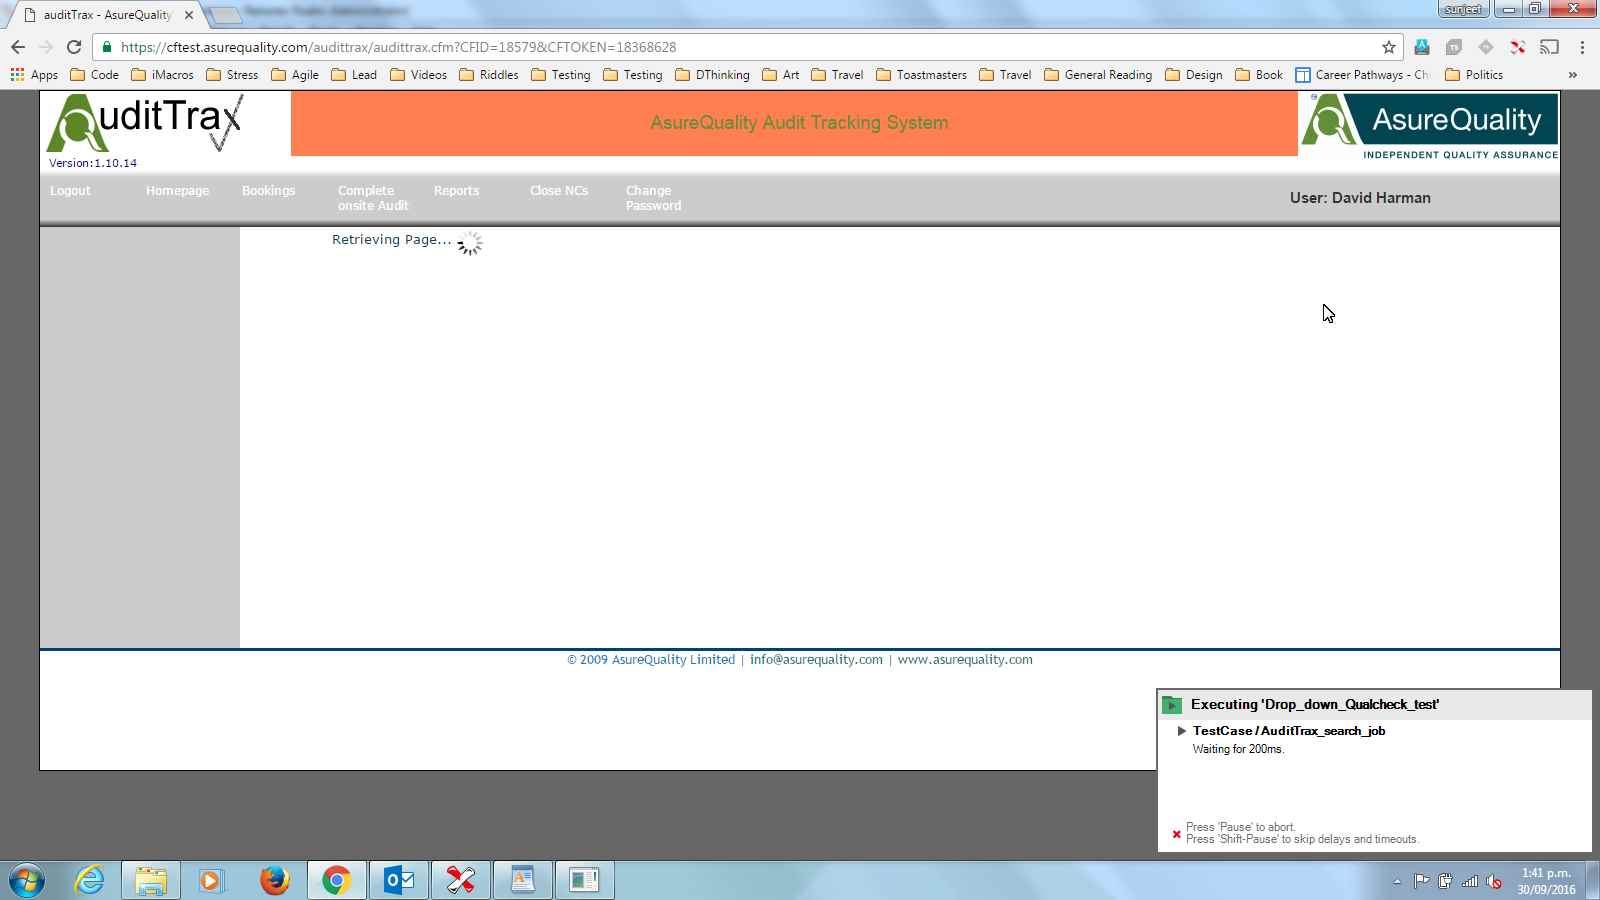 auditTrax - AsureQuality
sunjeet
https://cftest.asurequality.com/audittrax/audittrax.cfm?CFID=18579&CFTOKEN=18368628
Apps Code iMacros Stress Agile Lead Videos Riddles Testing Testing DThinking Art Travel Toastmasters Travel General Reading Design Book Career Pathways - Ch Politics »
uditTrax
Version:1.10.14
AsureQuality Audit Tracking System
AsureQuality
INDEPENDENT QUALITY ASSURANCE
Logout Homepage Bookings Complete Reports Close NCs Change
onsite Audit Password
User: David Harman
Retrieving Page...
© 2009 AsureQuality Limited | info@asurequality.com | www.asurequality.com
Executing 'Drop_down_Qualcheck_test'
TestCase / AuditTrax_search_job
Waiting for 200ms.
Press 'Pause' to abort.
Press 'Shift-Pause' to skip delays and timeouts.
1:41 p.m.
30/09/2016